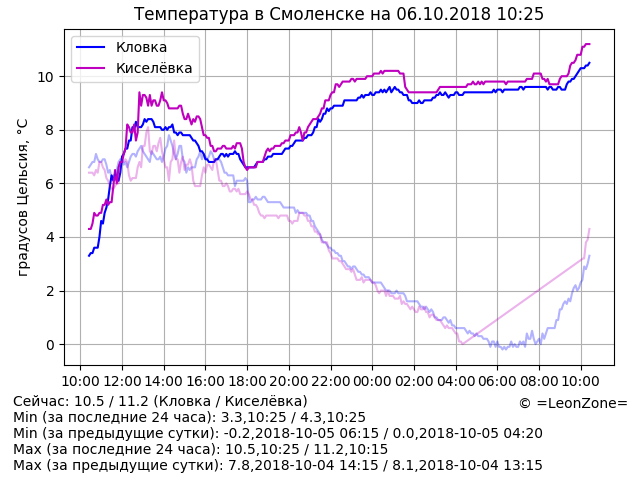 Температура в Смоленске на 06.10.2018 10:25
Кловка
Киселёвка
градусов Цельсия, °C
10
8
6
4
2
0
10:00 12:00 14:00 16:00 18:00 20:00 22:00 00:00 02:00 04:00 06:00 08:00 10:00
Сейчас: 10.5 / 11.2 (Кловка / Киселёвка)
© =LeonZone=
Min (за последние 24 часа): 3.3,10:25 / 4.3,10:25
Min (за предыдущие сутки): -0.2,2018-10-05 06:15 / 0.0,2018-10-05 04:20
Max (за последние 24 часа): 10.5,10:25 / 11.2,10:15
Max (за предыдущие сутки): 7.8,2018-10-04 14:15 / 8.1,2018-10-04 13:15